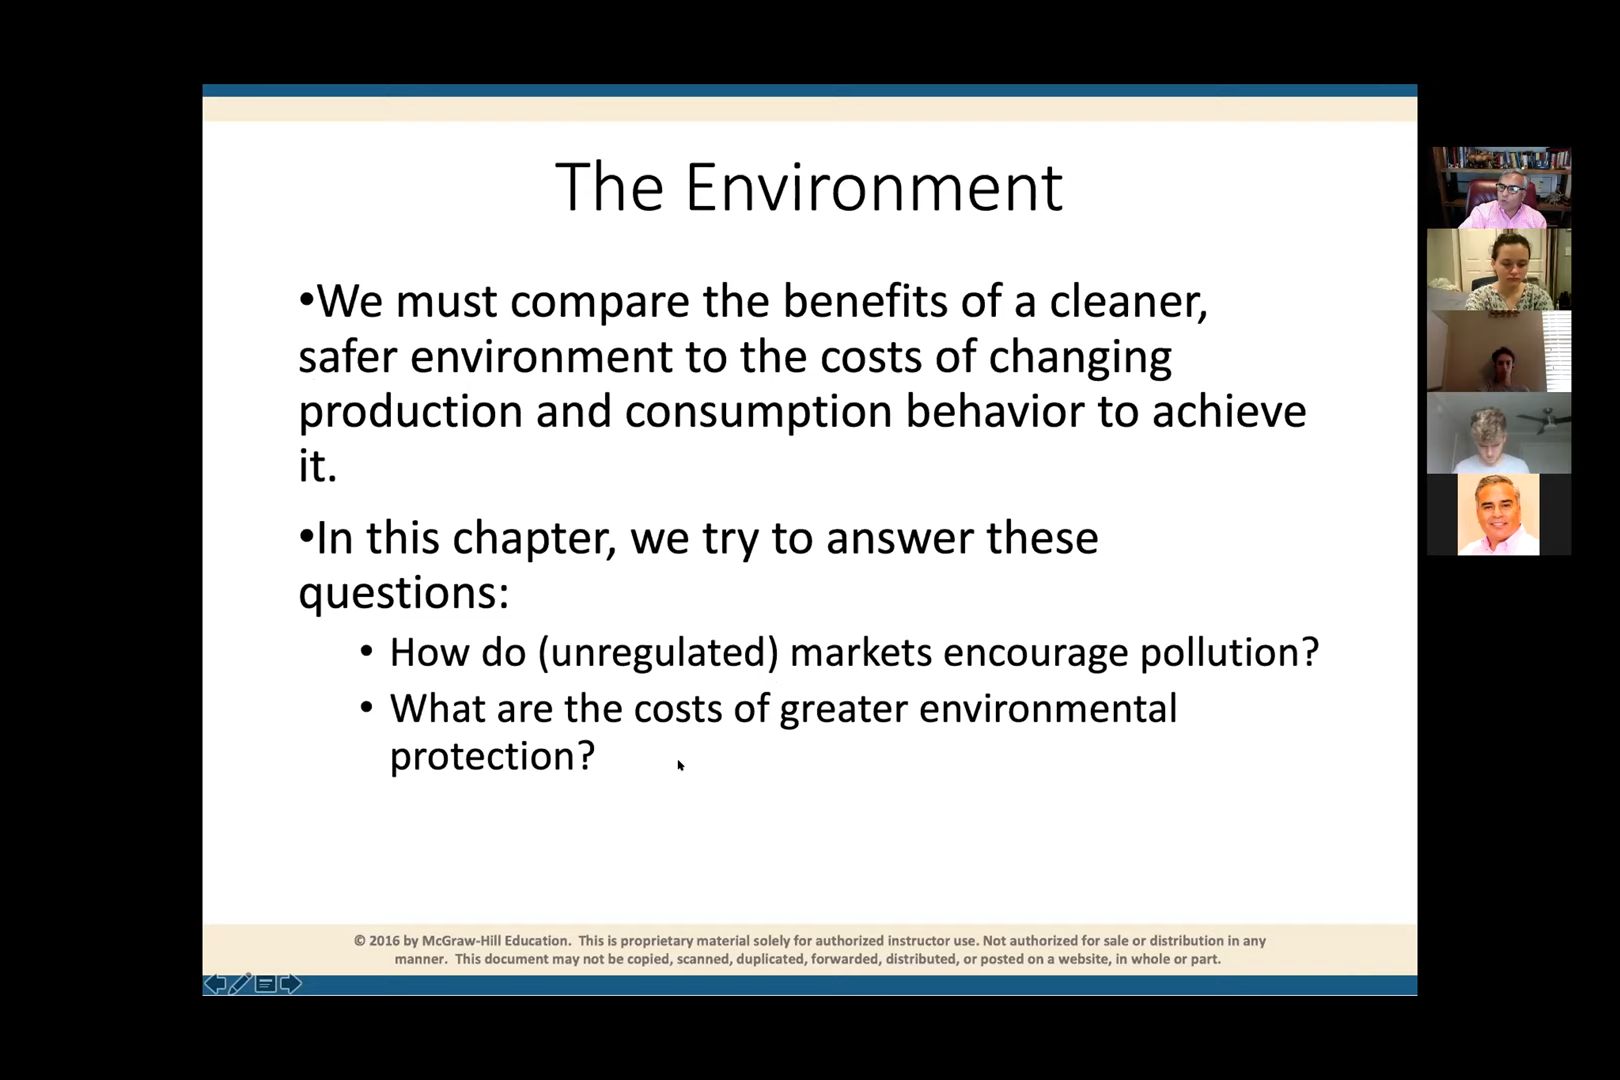 The Environment
•We must compare the benefits of a cleaner,
safer environment to the costs of changing
production and consumption behavior to achieve
it.
•In this chapter, we try to answer these
questions:
• How do (unregulated) markets encourage pollution?
• What are the costs of greater environmental
protection?
© 2016 by McGraw-Hill Education.  This is proprietary material solely for authorized instructor use. Not authorized for sale or distribution in any
manner.  This document may not be copied, scanned, duplicated, forwarded, distributed, or posted on a website, in whole or part.